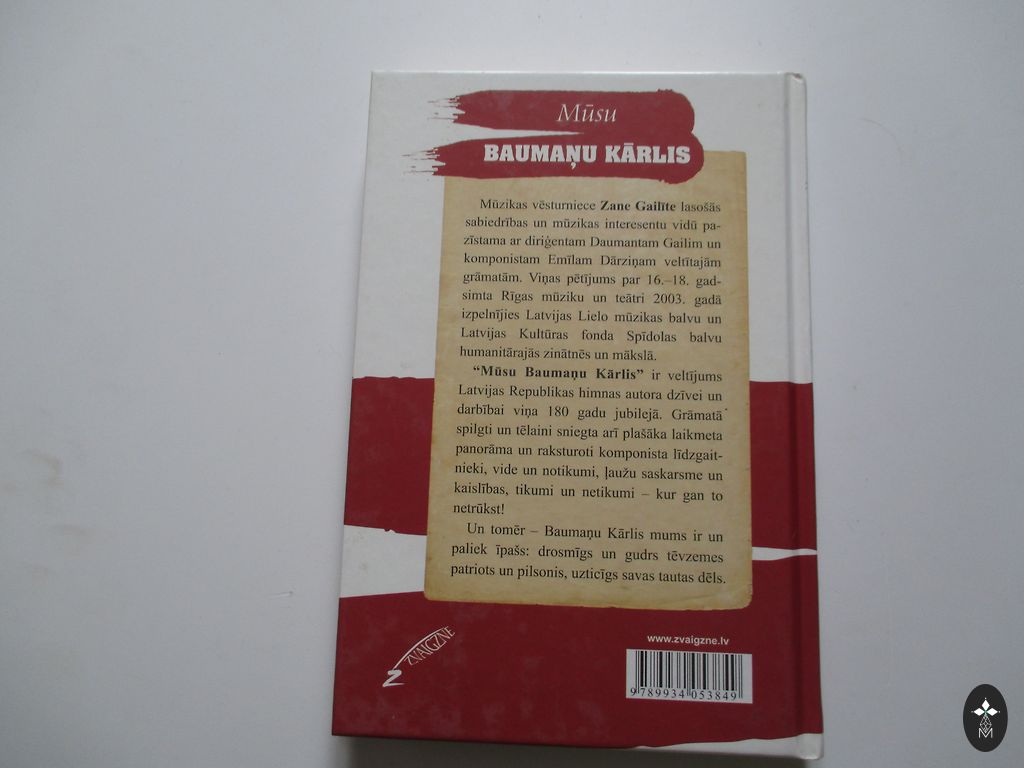 Mūsu
BAUMAŅU KĀRLIS
Mūzikas vēsturniece Zane Gailīte lasošās
sabiedrības un mūzikas interesentu vidū pa-
zīstama ar diriģentam Daumantam Gailim un
komponistam Emīlam Dārziņam veltītajām
grāmatām. Viņas pētījums par 16.–18. gad-
simta Rīgas mūziku un teātri 2003. gadā
izpelnījies Latvijas Lielo mūzikas balvu un
Latvijas Kultūras fonda Spīdolas balvu
humanitārajās zinātnēs un mākslā.
“Mūsu Baumaņu Kārlis” ir veltījums
Latvijas Republikas himnas autora dzīvei un
darbībai viņa 180 gadu jubilejā. Grāmatā
spilgti un tēlaini sniegta arī plašāka laikmeta
panorāma un raksturoti komponista līdzgait-
nieki, vide un notikumi, ļaužu saskarsme un
kaislības, tikumi un netikumi – kur gan to
netrūkst!
Un tomēr – Baumaņu Kārlis mums ir un
paliek īpašs: drosmīgs un gudrs tēvzemes
patriots un pilsonis, uzticīgs savas tautas dēls.
ZVAIGZNE
www.zvaigzne.lv
9 789934 053849
M